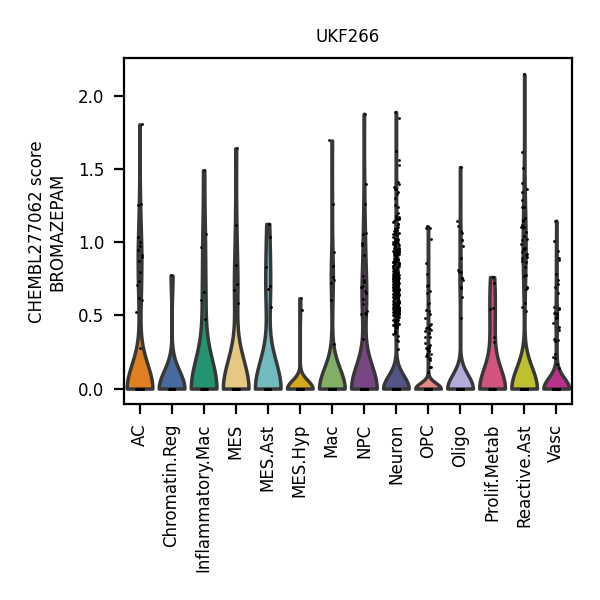 UKF266
CHEMBL277062 score
BROMAZEPAM
2.0
1.5
1.0
0.5
0.0
AC
Chromatin.Reg
Inflammatory.Mac
MES
MES.Ast
MES.Hyp
Mac
NPC
Neuron
OPC
Oligo
Prolif.Metab
Reactive.Ast
Vasc